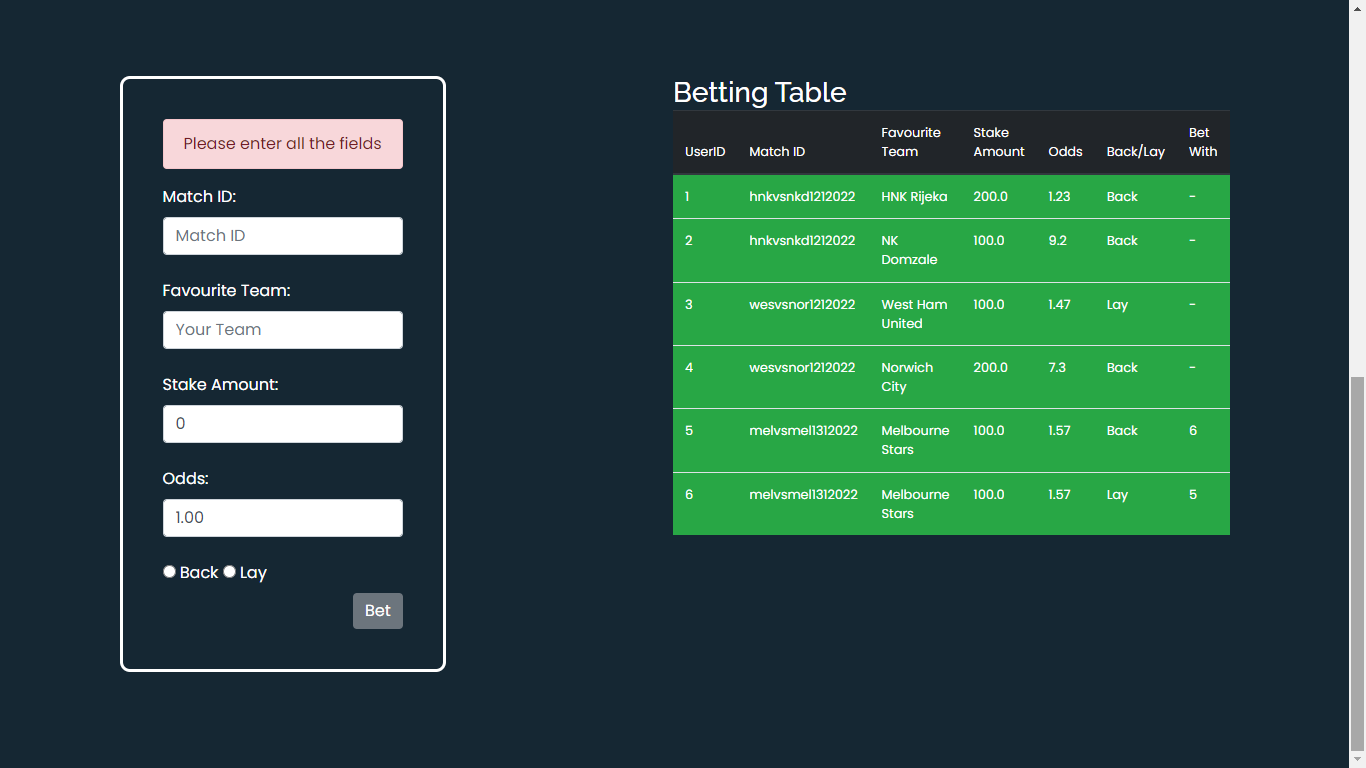 Please enter all the fields
Match ID:
Match ID
Favourite Team:
Your Team
Stake Amount:
0
Odds:
1.00
Back Lay
Bet
Betting Table
UserID Match ID Favourite Team Stake Amount Odds Back/Lay Bet With
1 hnkvsnkd1212022 HNK Rijeka 200.0 1.23 Back -
2 hnkvsnkd1212022 NK Domzale 100.0 9.2 Back -
3 wesvsnor1212022 West Ham United 100.0 1.47 Lay -
4 wesvsnor1212022 Norwich City 200.0 7.3 Back -
5 melvsmel1312022 Melbourne Stars 100.0 1.57 Back 6
6 melvsmel1312022 Melbourne Stars 100.0 1.57 Lay 5